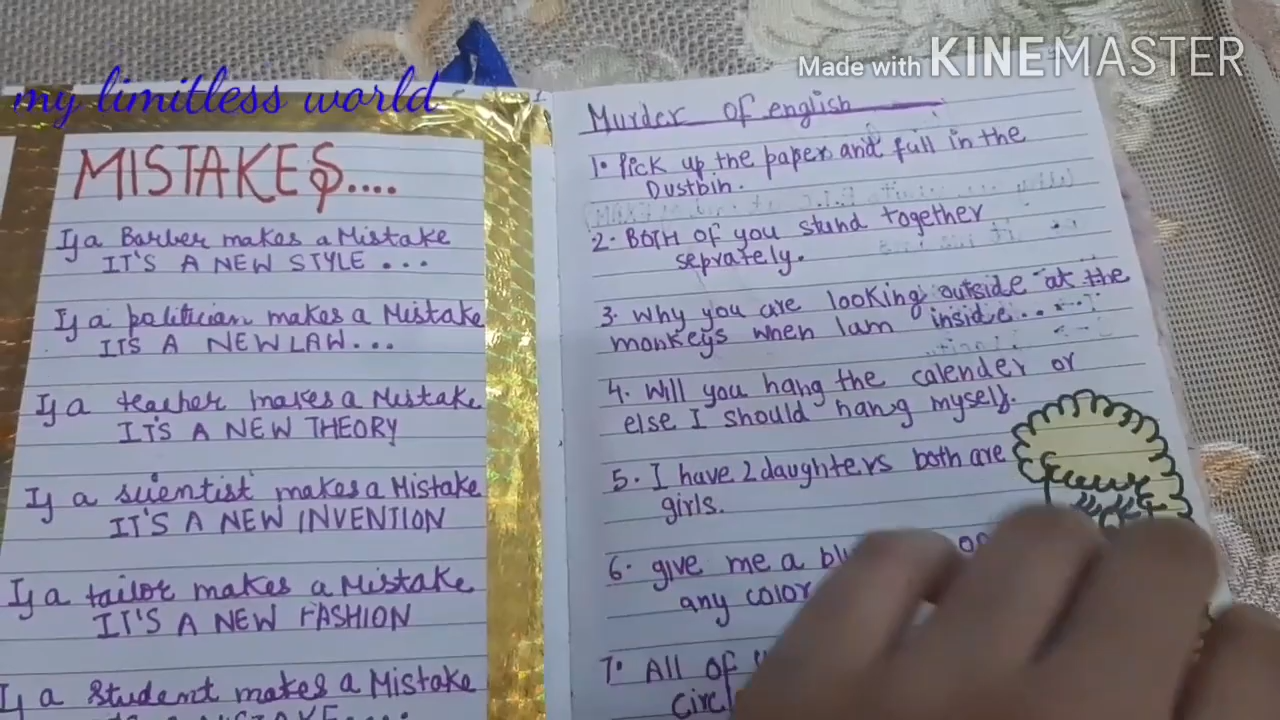 Made with KINEMASTER
my limitless world
MISTAKES....
If a Barber makes a Mistake
IT'S A NEW STYLE ...
If a politician makes a Mistake
ITS A NEW LAW...
If a teacher makes a Mistake
IT'S A NEW THEORY
If a scientist makes a Mistake
IT'S A NEW INVENTION
If a tailor makes a Mistake
IT'S A NEW FASHION
If a student makes a Mistake
Murder of english
1. Pick up the paper and fall in the
Dustbin.
2. BOTH OF you stand together
seprately.
3. Why you are looking outside at the
monkeys when Iam inside...
4. Will you hang the calender or
else I should hang myself.
5. I have 2 daughters both are
girls.
6. give me a
any color
7. All OF